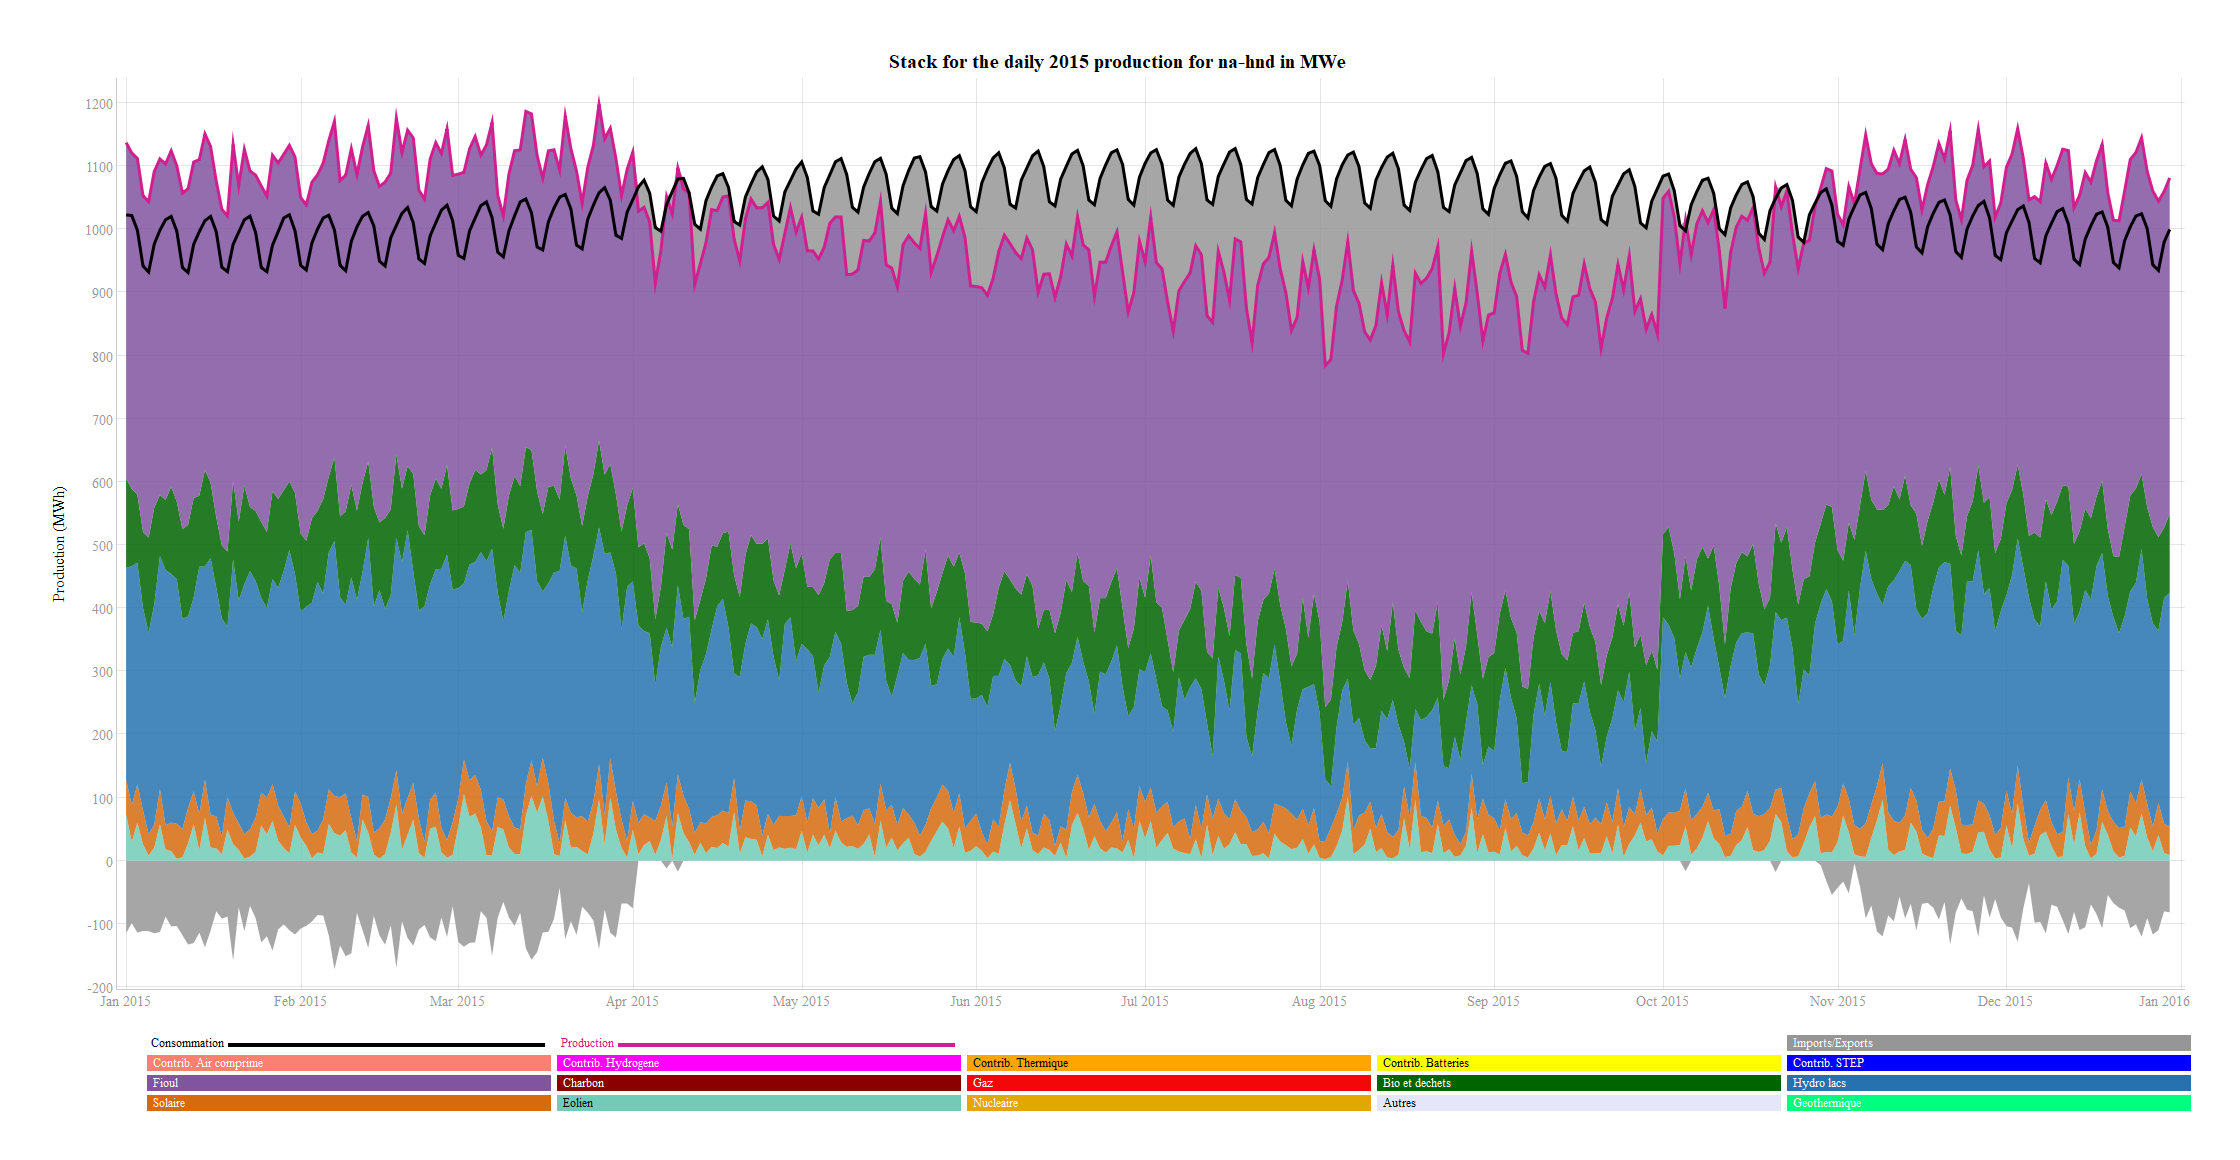 Stack for the daily 2015 production for na-hnd in MWe
Production (MWh)
1200
1100
1000
900
800
700
600
500
400
300
200
100
0
-100
-200
Jan 2015 Feb 2015 Mar 2015 Apr 2015 May 2015 Jun 2015 Jul 2015 Aug 2015 Sep 2015 Oct 2015 Nov 2015 Dec 2015 Jan 2016
Consommation Production Imports/Exports
Contrib. Air comprime Contrib. Hydrogene Contrib. Thermique Contrib. Batteries Contrib. STEP
Fioul Charbon Gaz Bio et dechets Hydro lacs
Solaire Eolien Nucleaire Autres Geothermique